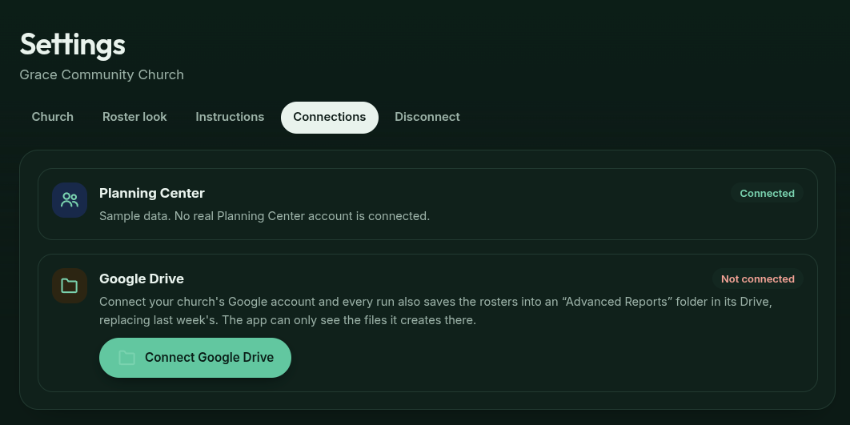 Settings
Grace Community Church
Church
Roster look
Instructions
Connections
Disconnect
Planning Center
Connected
Sample data. No real Planning Center account is connected.
Google Drive
Not connected
Connect your church's Google account and every run also saves the rosters into an “Advanced Reports” folder in its Drive,
replacing last week's. The app can only see the files it creates there.
Connect Google Drive